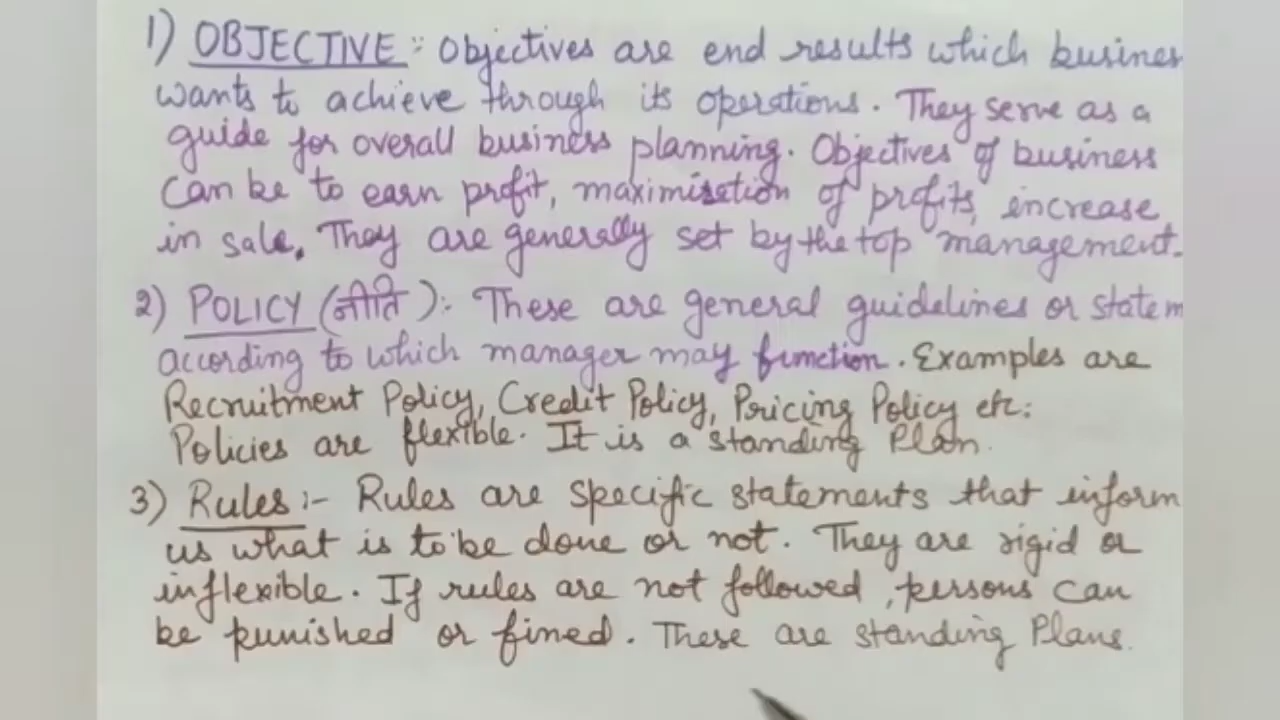 1) OBJECTIVE :- Objectives are end results which busines
wants to achieve through its operations. They serve as a
guide for overall business planning. Objectives of business
can be to earn profit, maximisation of profits, increase
in sale. They are generally set by the top management.
2) POLICY (नीति): These are general guidelines or statem
according to which manager may function. Examples are
Recruitment Policy, Credit Policy, Pricing Policy etc:
Policies are flexible. It is a standing Plan.
3) Rules :- Rules are specific statements that inform
us what is to be done or not. They are rigid or
inflexible. If rules are not followed, persons can
be punished or fined. These are standing Plans.